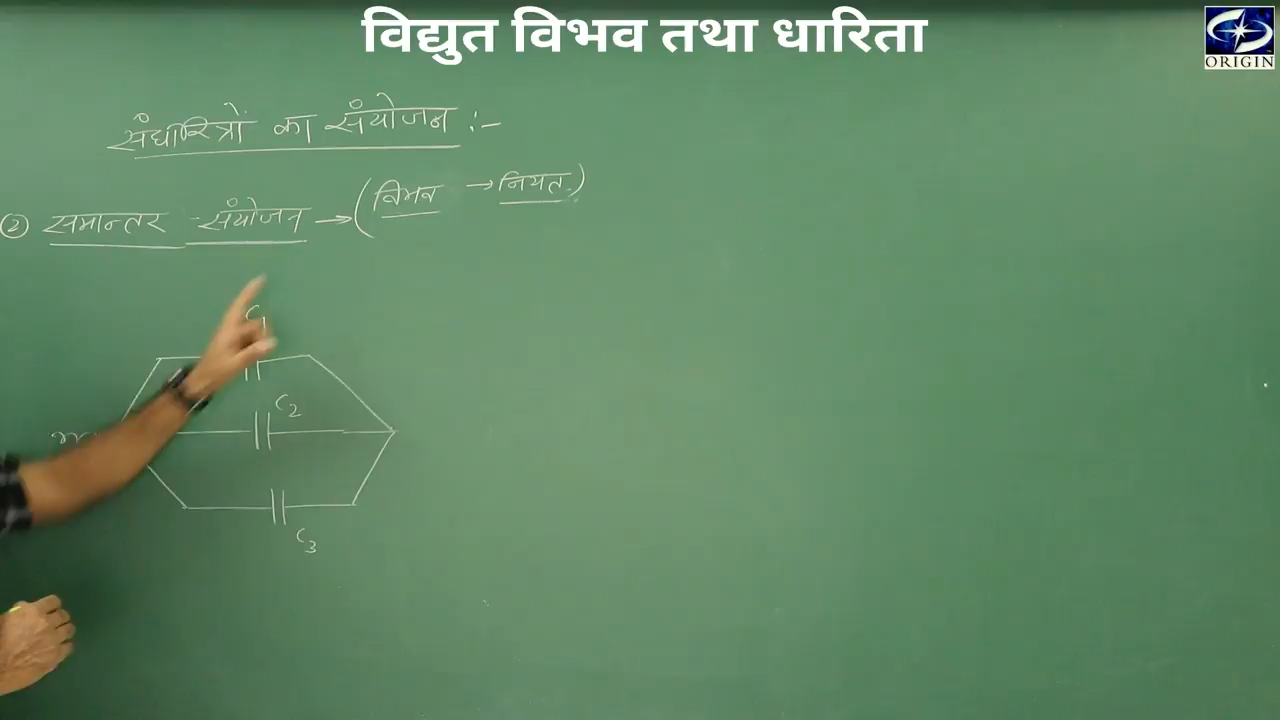 विद्युत विभव तथा धारिता
ORIGIN
संधारित्रों का संयोजन :-
② समान्तर संयोजन → (विभव → नियत)
C1
C2
C3